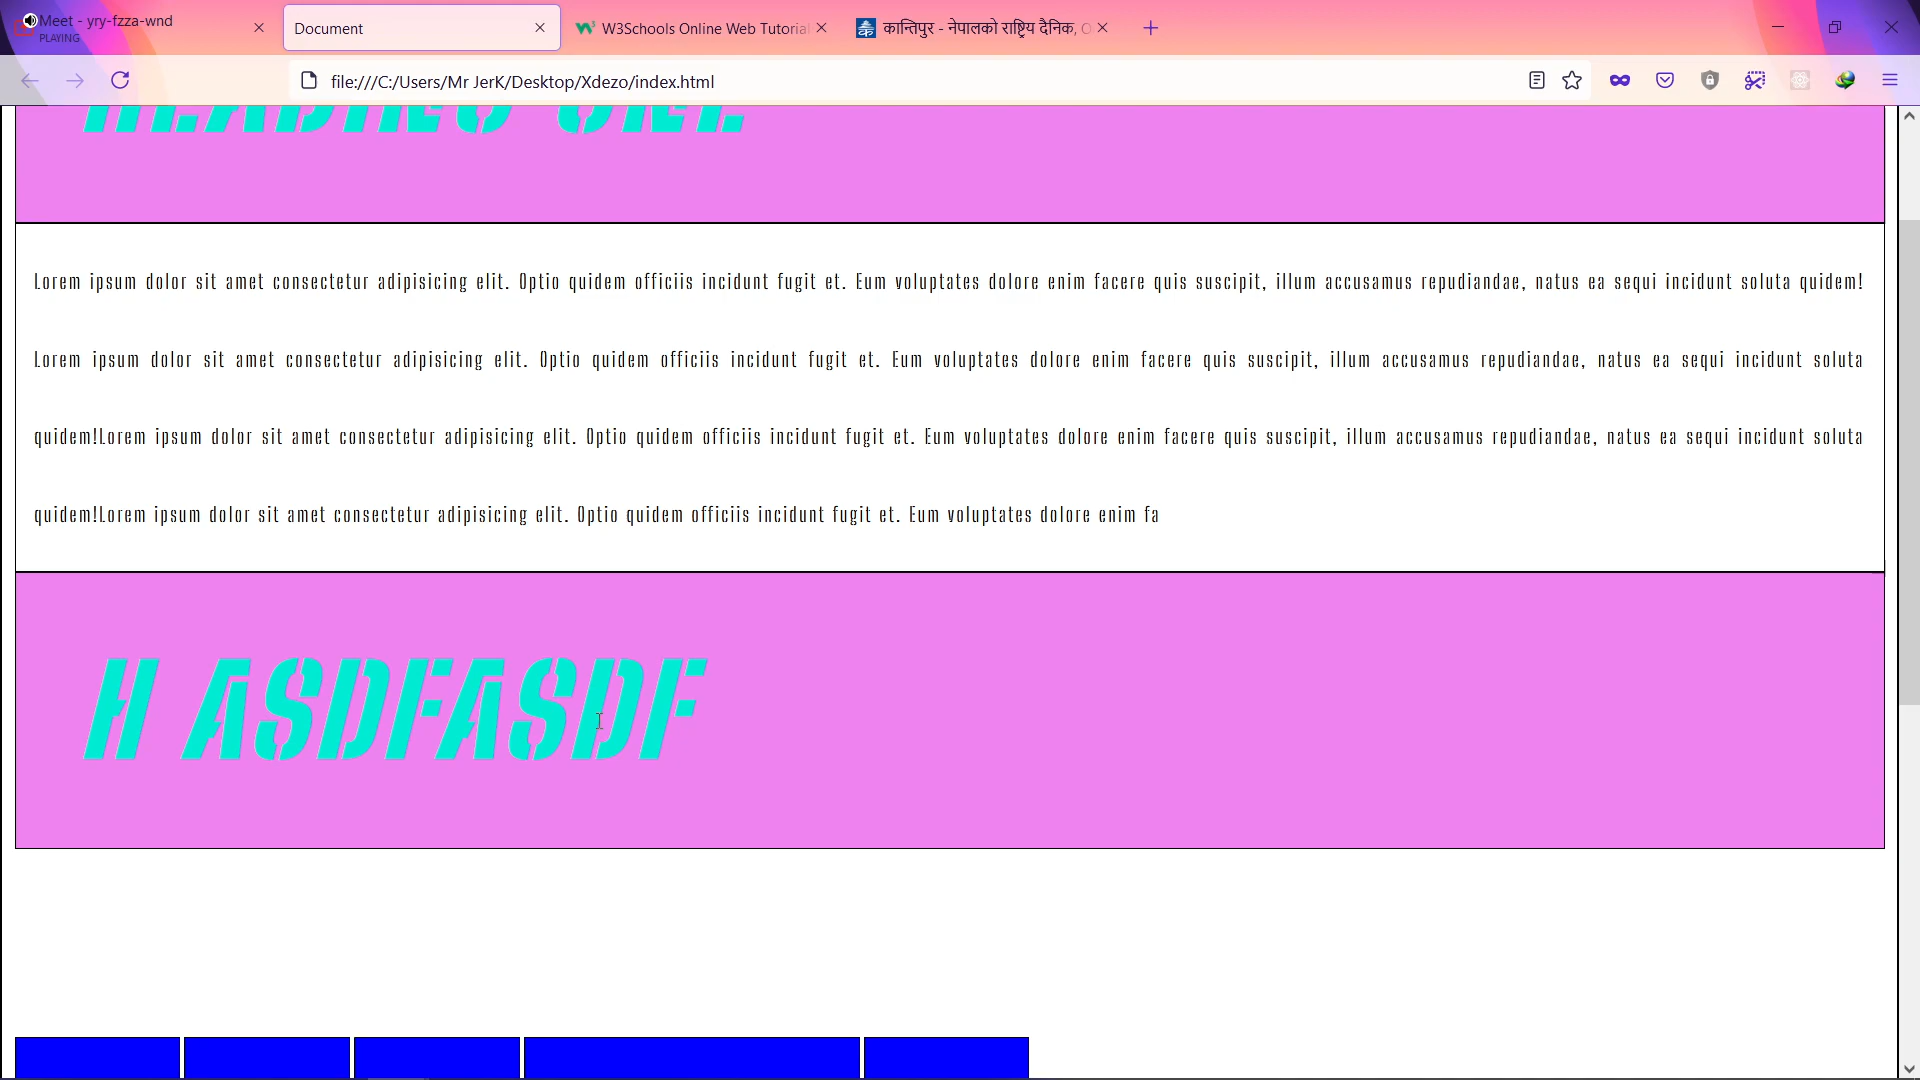 Meet - yry-fzza-wnd
PLAYING
Document
W3Schools Online Web Tutorial
कान्तिपुर - नेपालको राष्ट्रिय दैनिक, O
file:///C:/Users/Mr JerK/Desktop/Xdezo/index.html
Lorem ipsum dolor sit amet consectetur adipisicing elit. Optio quidem officiis incidunt fugit et. Eum voluptates dolore enim facere quis suscipit, illum accusamus repudiandae, natus ea sequi incidunt soluta quidem!
Lorem ipsum dolor sit amet consectetur adipisicing elit. Optio quidem officiis incidunt fugit et. Eum voluptates dolore enim facere quis suscipit, illum accusamus repudiandae, natus ea sequi incidunt soluta
quidem!Lorem ipsum dolor sit amet consectetur adipisicing elit. Optio quidem officiis incidunt fugit et. Eum voluptates dolore enim facere quis suscipit, illum accusamus repudiandae, natus ea sequi incidunt soluta
quidem!Lorem ipsum dolor sit amet consectetur adipisicing elit. Optio quidem officiis incidunt fugit et. Eum voluptates dolore enim fa
H ASDFASDF